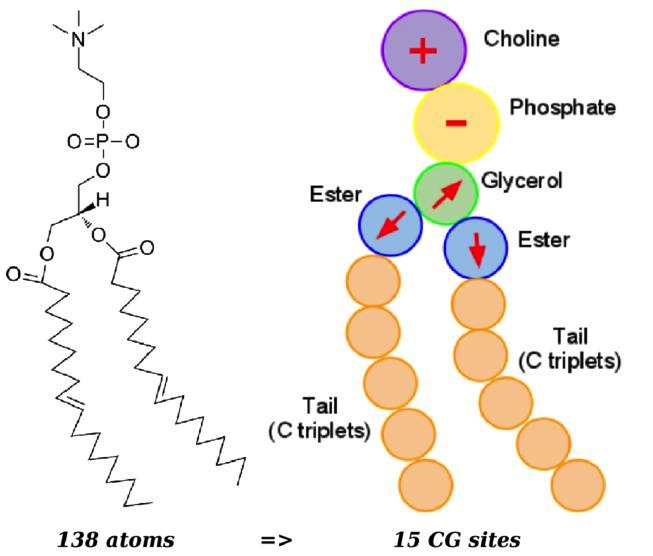 N
O
O=P-O
O
H
O
O
O
O
+
Choline
-
Phosphate
Glycerol
Ester
Ester
Tail
(C triplets)
Tail
(C triplets)
138 atoms => 15 CG sites